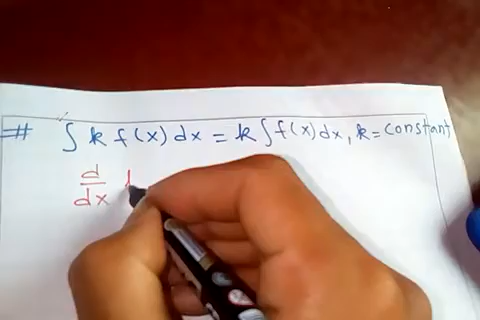 # ∫ k f(x) dx = k ∫ f(x) dx, k = constant
d/dx